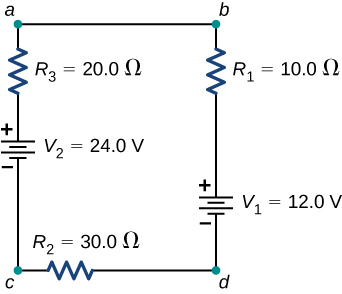 a
b
R3 = 20.0 Ω
R1 = 10.0 Ω
+
V2 = 24.0 V
−
+
V1 = 12.0 V
−
R2 = 30.0 Ω
c
d